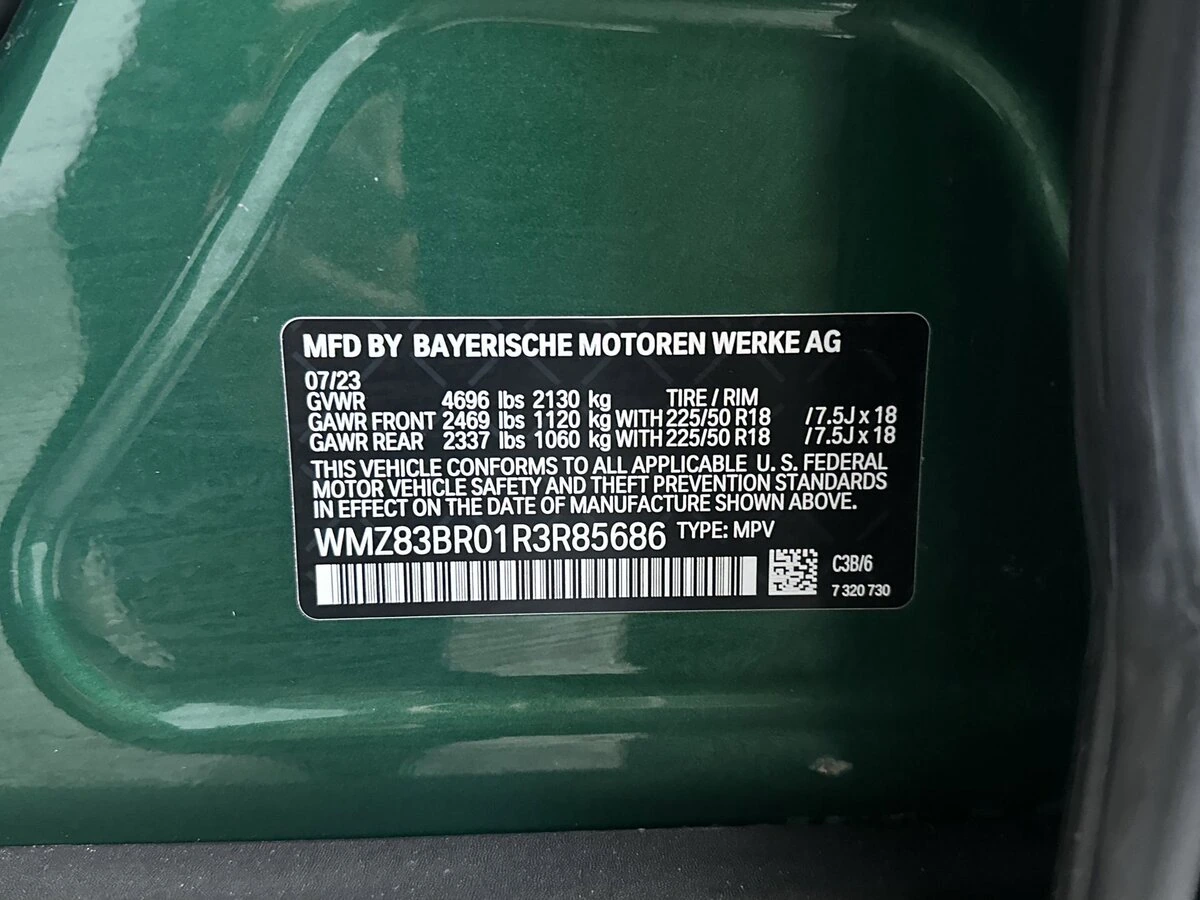 MFD BY BAYERISCHE MOTOREN WERKE AG
07/23
GVWR 4696 lbs 2130 kg TIRE / RIM
GAWR FRONT 2469 lbs 1120 kg WITH 225/50 R18 /7.5J x 18
GAWR REAR 2337 lbs 1060 kg WITH 225/50 R18 /7.5J x 18
THIS VEHICLE CONFORMS TO ALL APPLICABLE U. S. FEDERAL
MOTOR VEHICLE SAFETY AND THEFT PREVENTION STANDARDS
IN EFFECT ON THE DATE OF MANUFACTURE SHOWN ABOVE.
WMZ83BR01R3R85686 TYPE: MPV
C3B/6
7 320 730